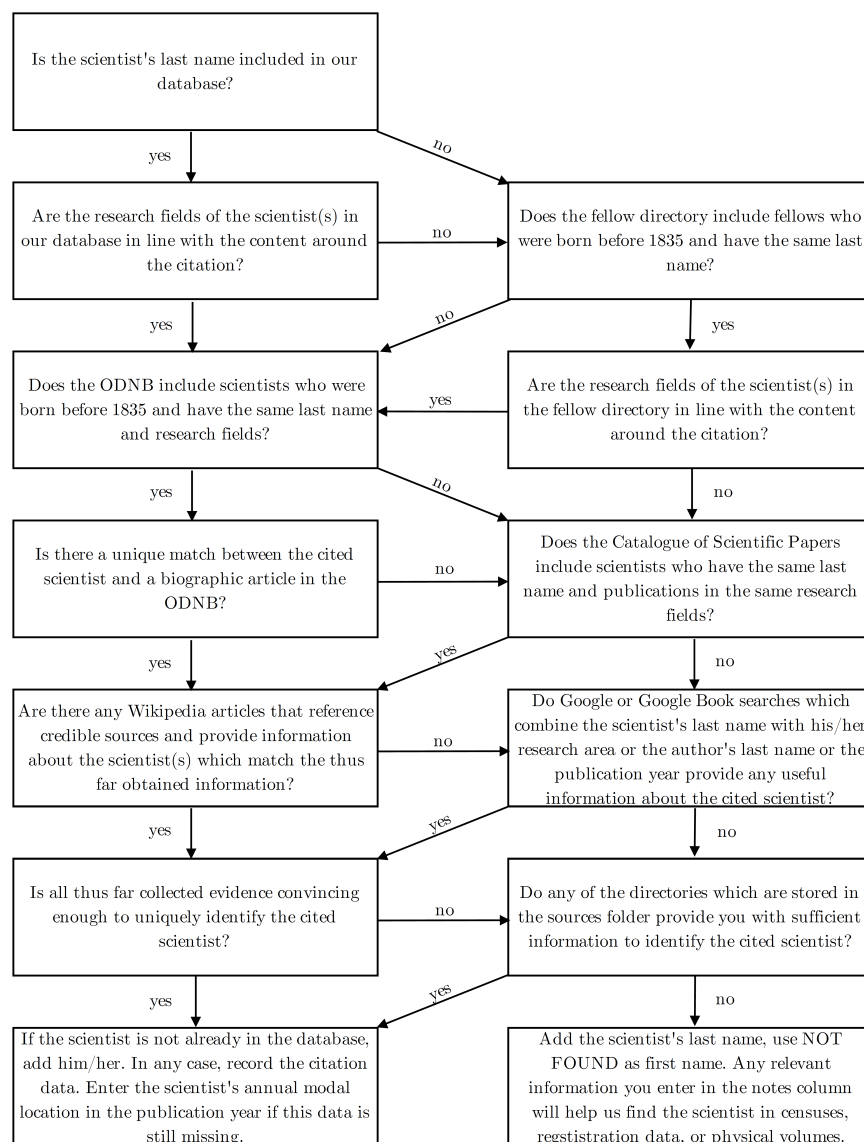 Is the scientist's last name included in our
database?
yes
no
Are the research fields of the scientist(s) in
our database in line with the content around
the citation?
no
Does the fellow directory include fellows who
were born before 1835 and have the same last
name?
yes
no
yes
Does the ODNB include scientists who were
born before 1835 and have the same last name
and research fields?
yes
Are the research fields of the scientist(s) in
the fellow directory in line with the content
around the citation?
yes
no
no
Is there a unique match between the cited
scientist and a biographic article in the
ODNB?
no
Does the Catalogue of Scientific Papers
include scientists who have the same last
name and publications in the same research
fields?
yes
yes
no
Are there any Wikipedia articles that reference
credible sources and provide information
about the scientist(s) which match the thus
far obtained information?
no
Do Google or Google Book searches which
combine the scientist's last name with his/her
research area or the author's last name or the
publication year provide any useful
information about the cited scientist?
yes
yes
no
Is all thus far collected evidence convincing
enough to uniquely identify the cited
scientist?
no
Do any of the directories which are stored in
the sources folder provide you with sufficient
information to identify the cited scientist?
yes
yes
no
If the scientist is not already in the database,
add him/her. In any case, record the citation
data. Enter the scientist's annual modal
location in the publication year if this data is
still missing.
Add the scientist's last name, use NOT
FOUND as first name. Any relevant
information you enter in the notes column
will help us find the scientist in censuses,
regstistration data, or physical volumes.